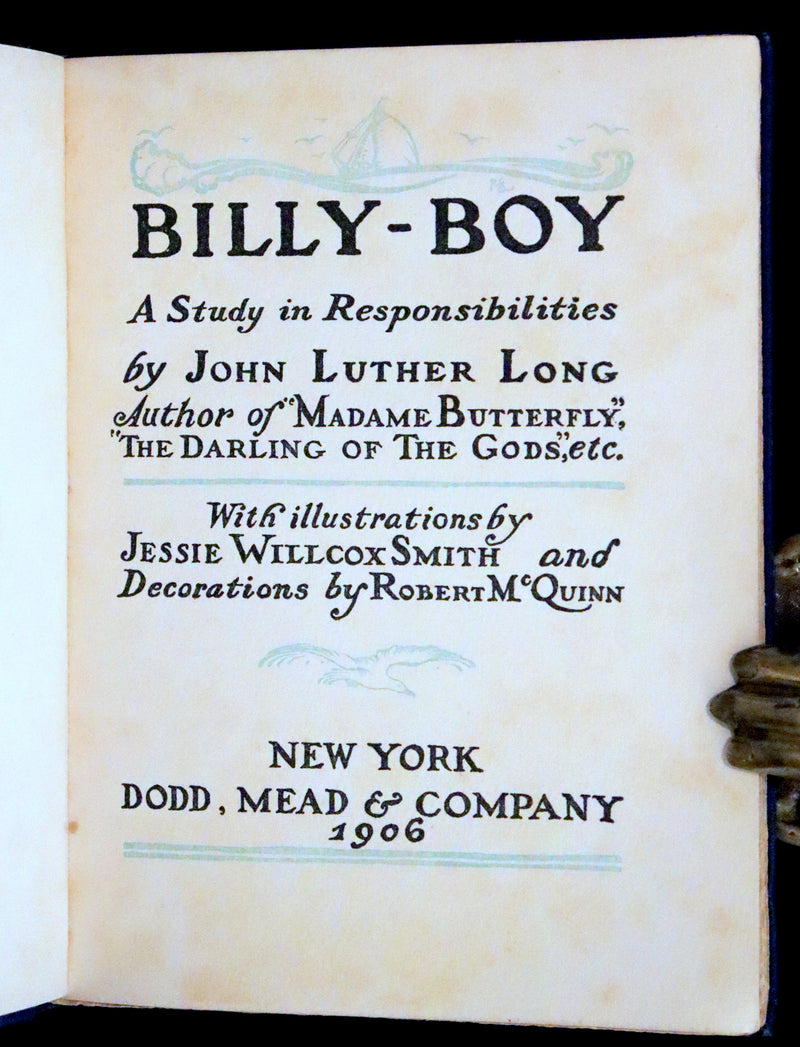 BILLY-BOY
A Study in Responsibilities
by JOHN LUTHER LONG
Author of "MADAME BUTTERFLY",
"THE DARLING OF THE GODS", etc.
With illustrations by
JESSIE WILLCOX SMITH and
Decorations by ROBERT McQUINN
NEW YORK
DODD, MEAD & COMPANY
1906